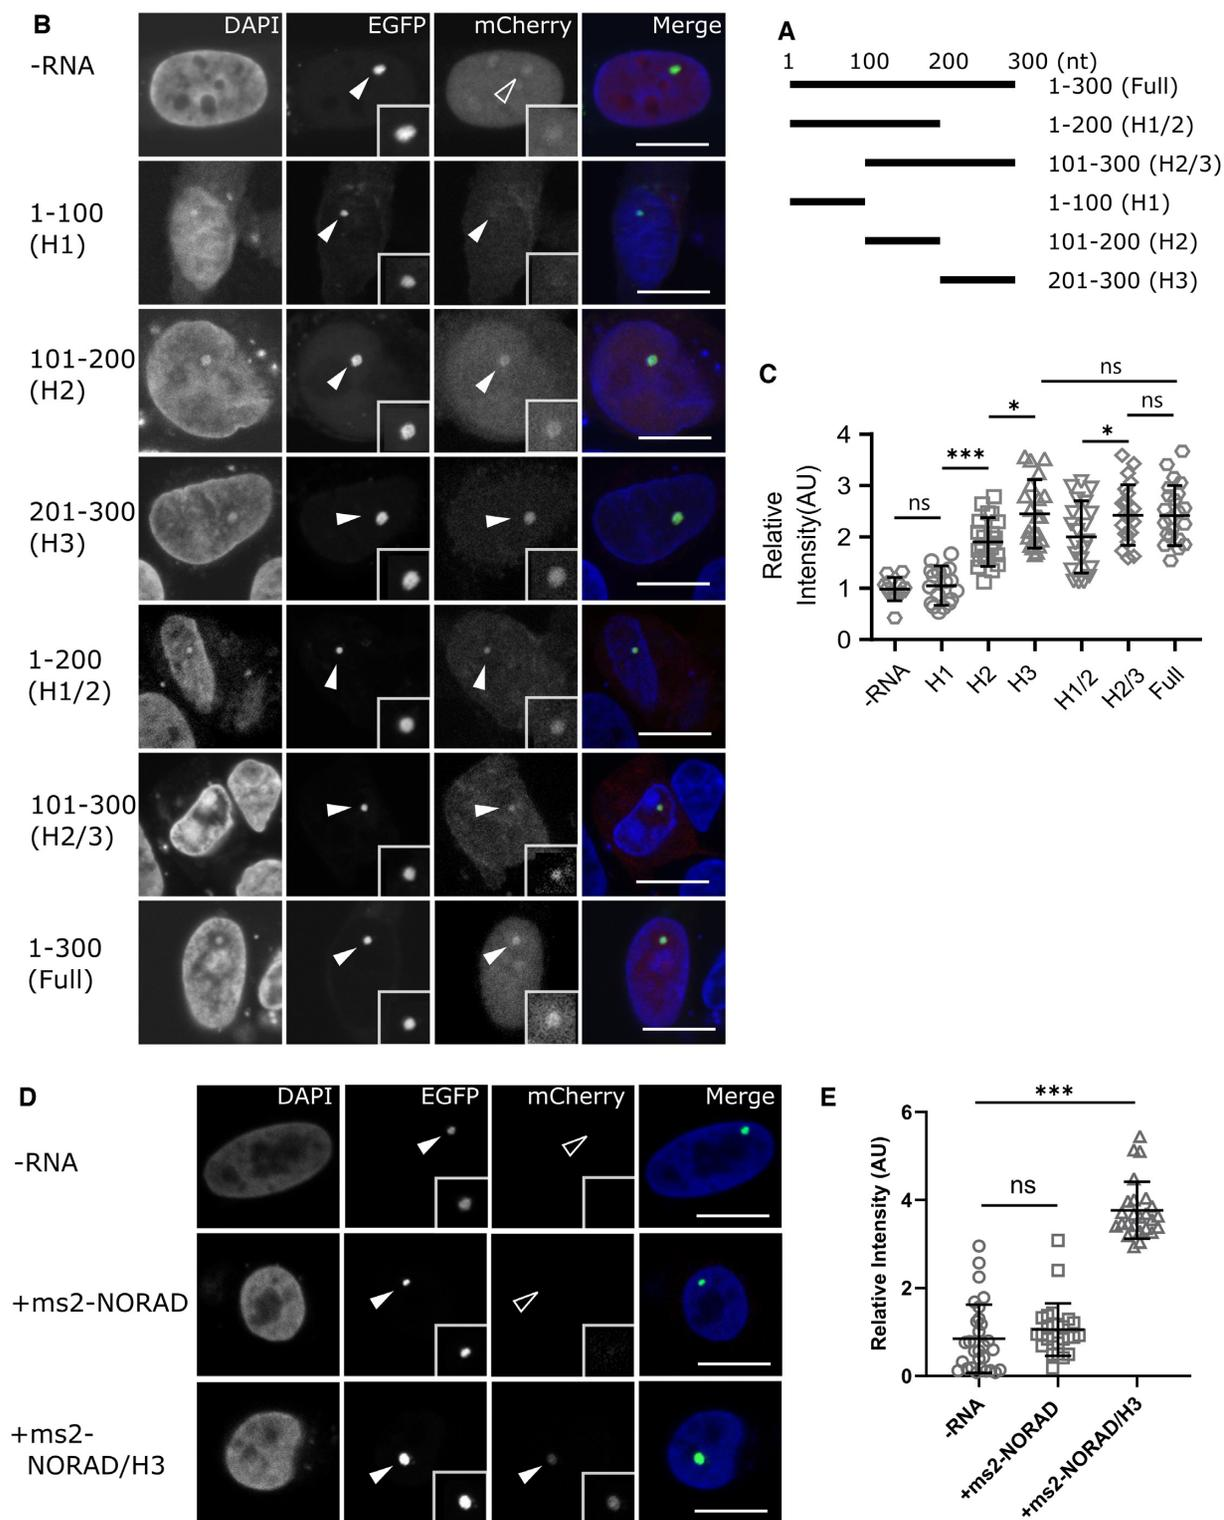 B
DAPI EGFP mCherry Merge
-RNA
1-100
(H1)
101-200
(H2)
201-300
(H3)
1-200
(H1/2)
101-300
(H2/3)
1-300
(Full)
A
1 100 200 300 (nt)
1-300 (Full)
1-200 (H1/2)
101-300 (H2/3)
1-100 (H1)
101-200 (H2)
201-300 (H3)
C
ns
ns
*
*
***
ns
Relative
Intensity(AU)
4
3
2
1
0
-RNA H1 H2 H3 H1/2 H2/3 Full
D
DAPI EGFP mCherry Merge
-RNA
+ms2-NORAD
+ms2-
NORAD/H3
E
***
ns
Relative Intensity (AU)
6
4
2
0
-RNA
+ms2-NORAD
+ms2-NORAD/H3